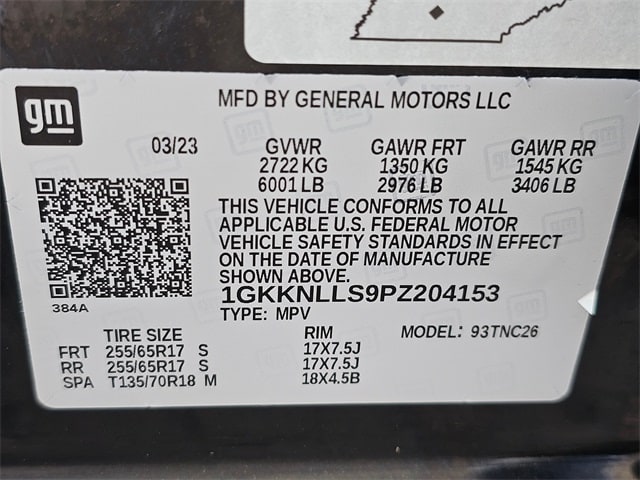 gm
MFD BY GENERAL MOTORS LLC
03/23 GVWR GAWR FRT GAWR RR
2722 KG 1350 KG 1545 KG
6001 LB 2976 LB 3406 LB
THIS VEHICLE CONFORMS TO ALL
APPLICABLE U.S. FEDERAL MOTOR
VEHICLE SAFETY STANDARDS IN EFFECT
ON THE DATE OF MANUFACTURE
SHOWN ABOVE.
384A
1GKKNLLS9PZ204153
TYPE: MPV
TIRE SIZE RIM MODEL: 93TNC26
FRT 255/65R17 S 17X7.5J
RR 255/65R17 S 17X7.5J
SPA T135/70R18 M 18X4.5B